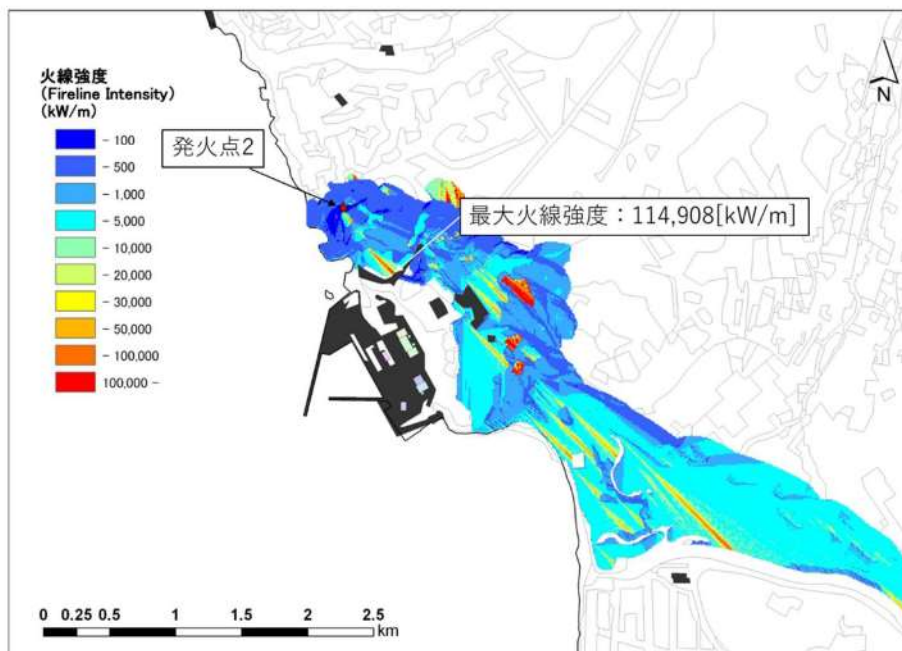 火線強度
(Fireline Intensity)
(kW/m)
- 100
- 500
- 1,000
- 5,000
- 10,000
- 20,000
- 30,000
- 50,000
- 100,000
100,000 -
発火点2
最大火線強度：114,908[kW/m]
N
0 0.25 0.5 1 1.5 2 2.5
km